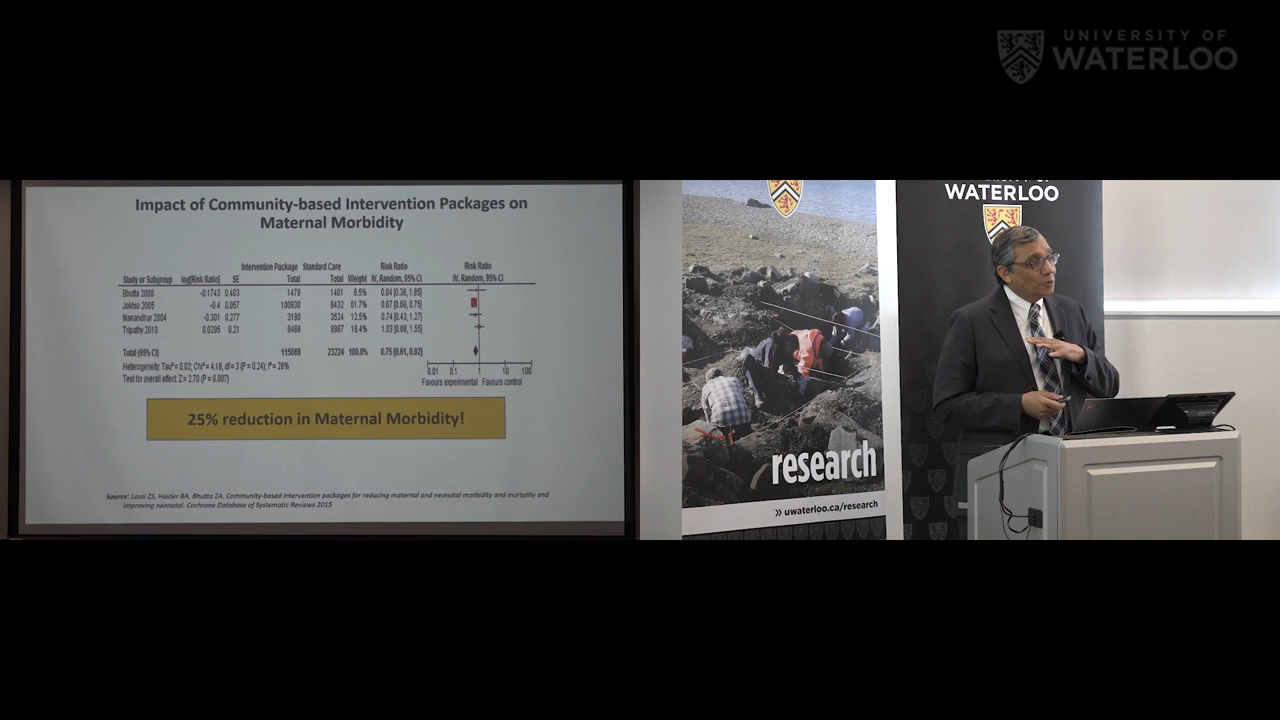 UNIVERSITY OF
WATERLOO
Impact of Community-based Intervention Packages on
Maternal Morbidity
Intervention Package Standard Care Risk Ratio Risk Ratio
Study or Subgroup log[Risk Ratio] SE Total Total Weight IV, Random, 95% CI IV, Random, 95% CI
Bhutta 2008 -0.1743 0.403 1478 1401 6.5% 0.84 [0.38, 1.85]
Jokhio 2005 -0.4 0.057 100930 9432 61.7% 0.67 [0.60, 0.75]
Manandhar 2004 -0.301 0.277 3190 3524 12.5% 0.74 [0.43, 1.27]
Tripathy 2010 0.0295 0.21 9468 8867 19.4% 1.03 [0.68, 1.55]
Total (95% CI) 115066 23224 100.0% 0.75 [0.61, 0.92]
Heterogeneity: Tau² = 0.02; Chi² = 4.18, df = 3 (P = 0.24); I² = 28%
Test for overall effect: Z = 2.70 (P = 0.007)
0.01 0.1 1 10 100
Favours experimental Favours control
25% reduction in Maternal Morbidity!
Source: Lassi ZS, Haider BA, Bhutta ZA. Community-based intervention packages for reducing maternal and neonatal morbidity and mortality and
improving neonatal. Cochrane Database of Systematic Reviews 2015
research
» uwaterloo.ca/research
WATERLOO